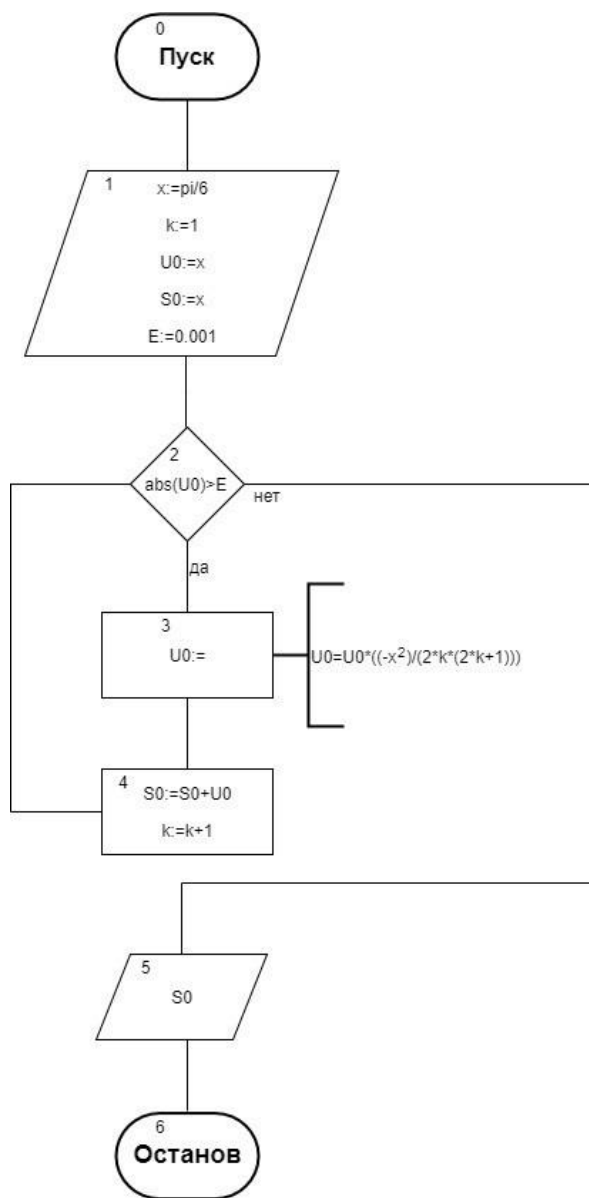 0
Пуск
1
x:=pi/6
k:=1
U0:=x
S0:=x
E:=0.001
2
abs(U0)>E
нет
да
3
U0:=
U0=U0*((-x²)/(2*k*(2*k+1)))
4
S0:=S0+U0
k:=k+1
5
S0
6
Останов